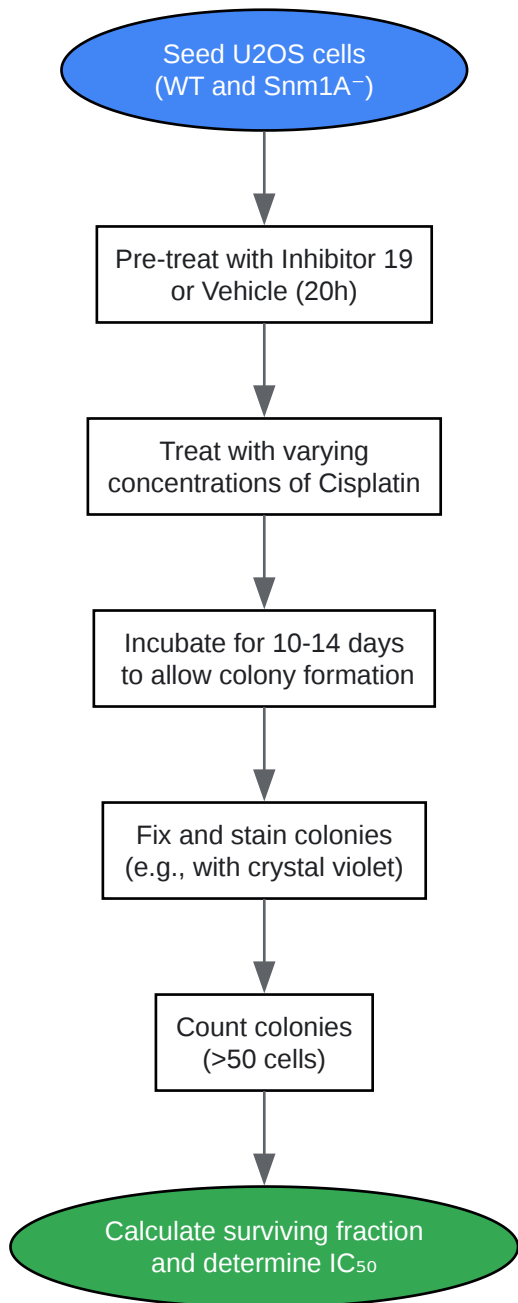 Seed U2OS cells
(WT and Snm1A⁻)
Pre-treat with Inhibitor 19
or Vehicle (20h)
Treat with varying
concentrations of Cisplatin
Incubate for 10-14 days
to allow colony formation
Fix and stain colonies
(e.g., with crystal violet)
Count colonies
(>50 cells)
Calculate surviving fraction
and determine IC₅₀